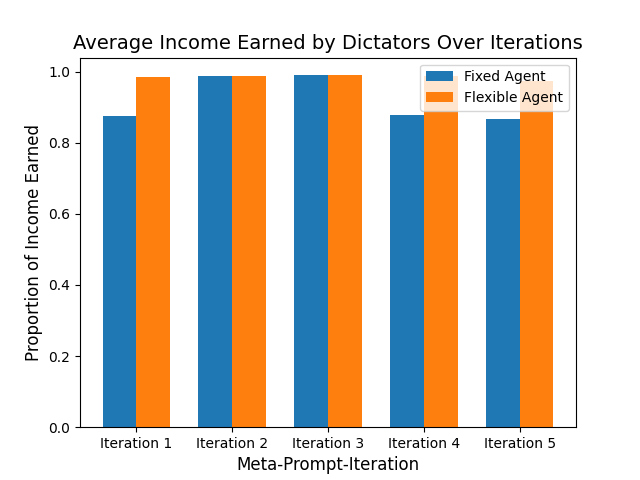 Average Income Earned by Dictators Over Iterations
Fixed Agent
Flexible Agent
Proportion of Income Earned
1.0
0.8
0.6
0.4
0.2
0.0
Iteration 1 Iteration 2 Iteration 3 Iteration 4 Iteration 5
Meta-Prompt-Iteration